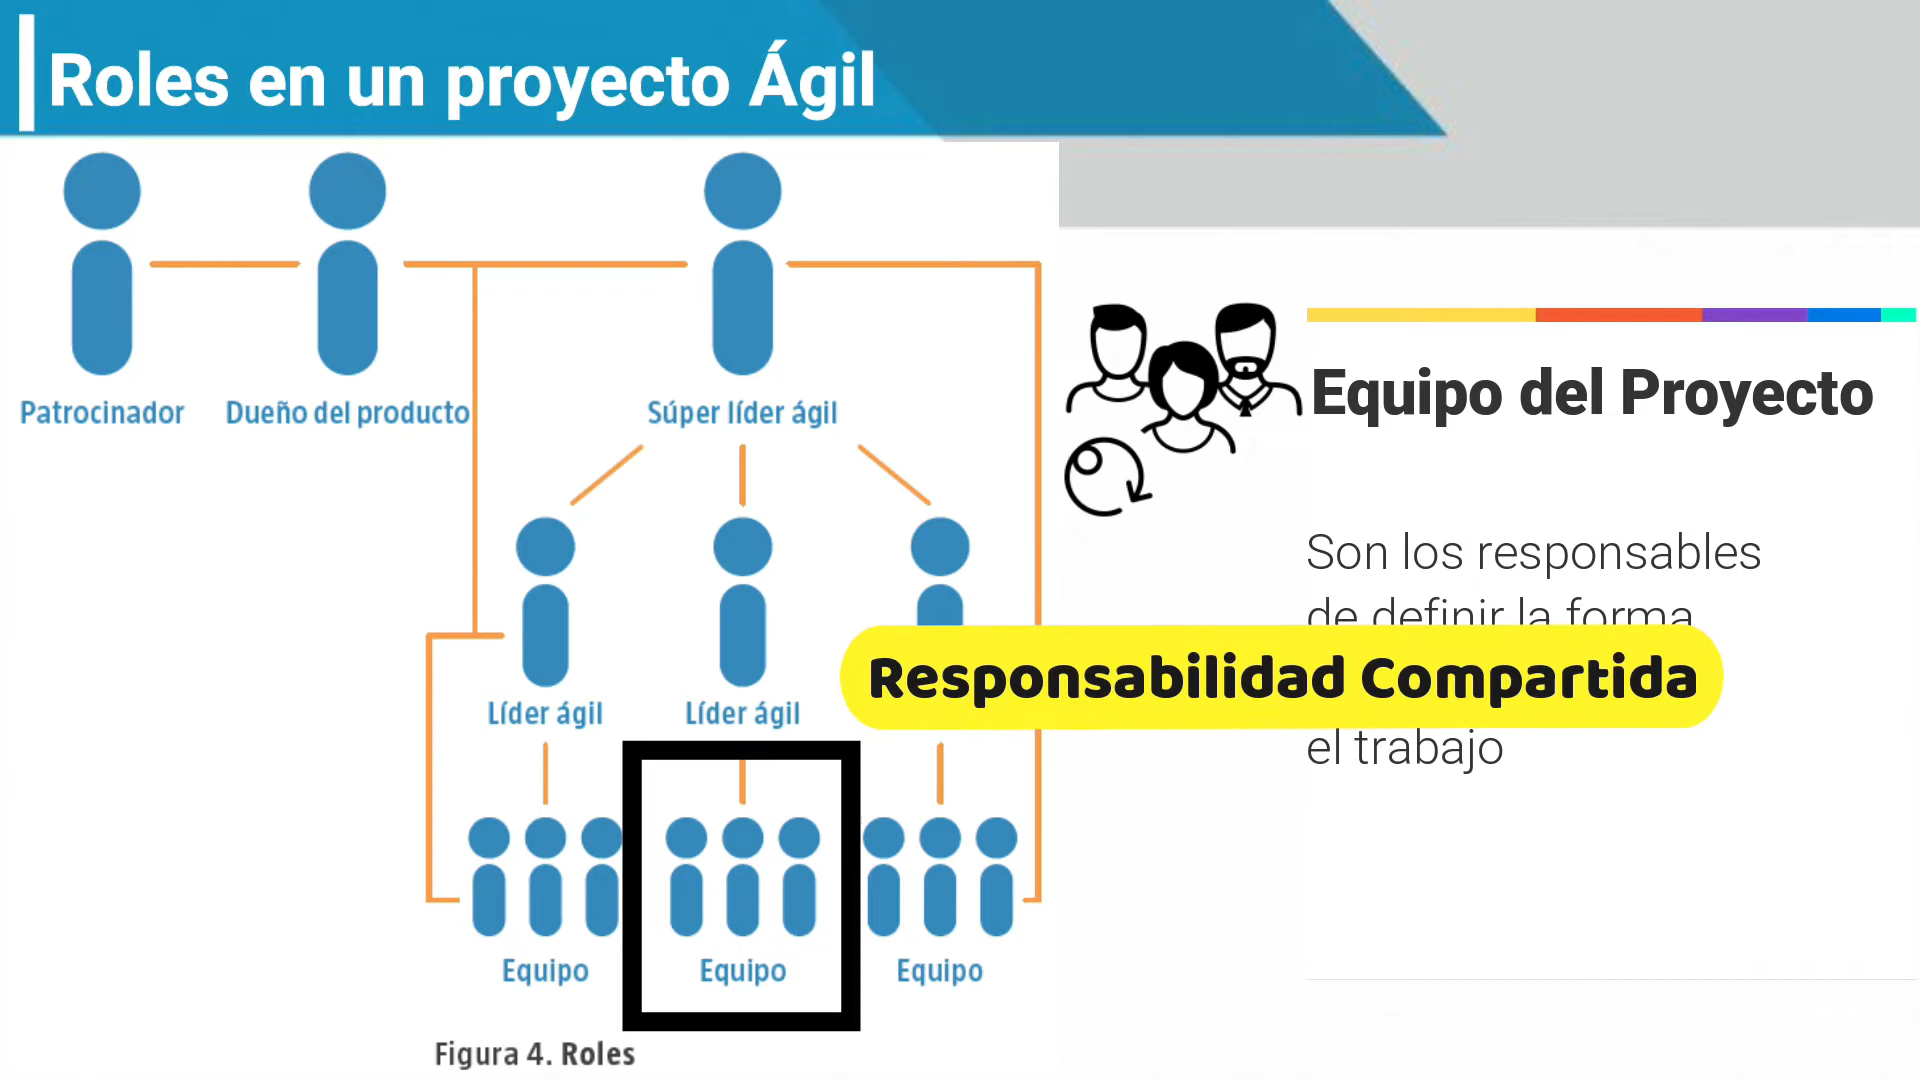 Roles en un proyecto Ágil
Patrocinador
Dueño del producto
Súper líder ágil
Líder ágil
Líder ágil
Equipo
Equipo
Equipo
Figura 4. Roles
Equipo del Proyecto
Son los responsables
de definir la forma
Responsabilidad Compartida
el trabajo